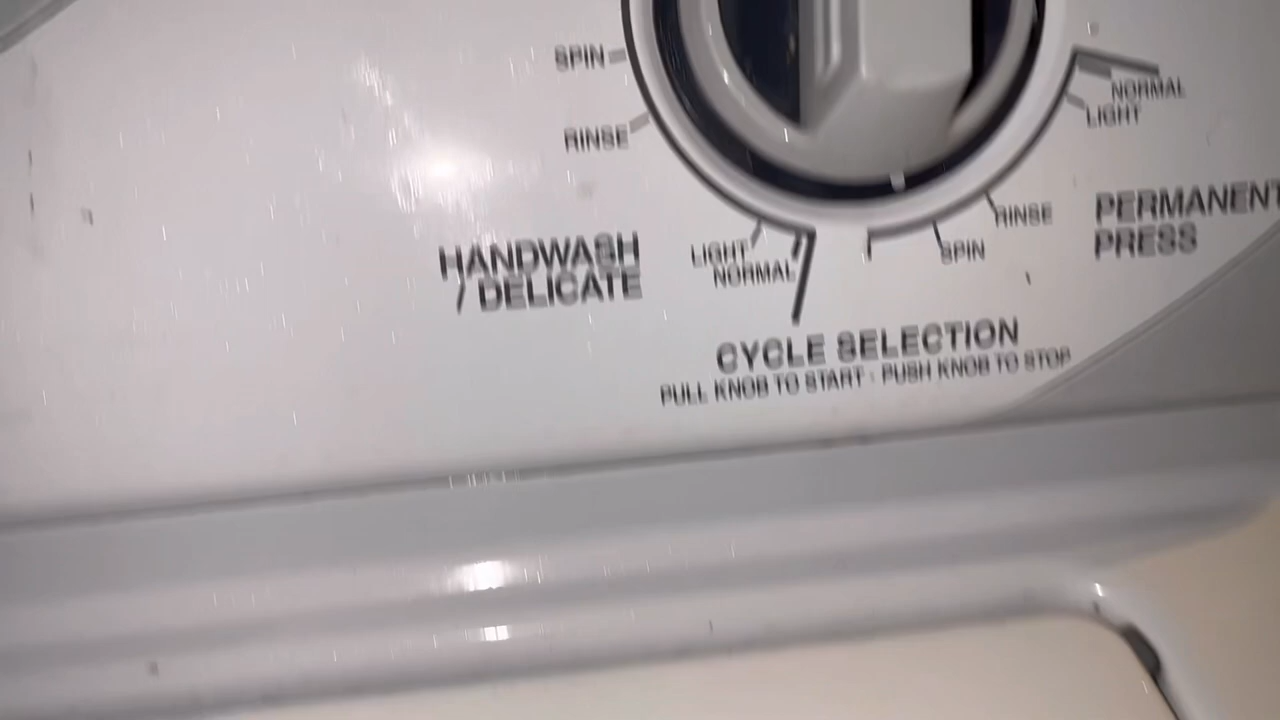 SPIN
RINSE
HANDWASH
/ DELICATE
LIGHT
NORMAL
NORMAL
LIGHT
RINSE
SPIN
PERMANENT
PRESS
CYCLE SELECTION
PULL KNOB TO START · PUSH KNOB TO STOP